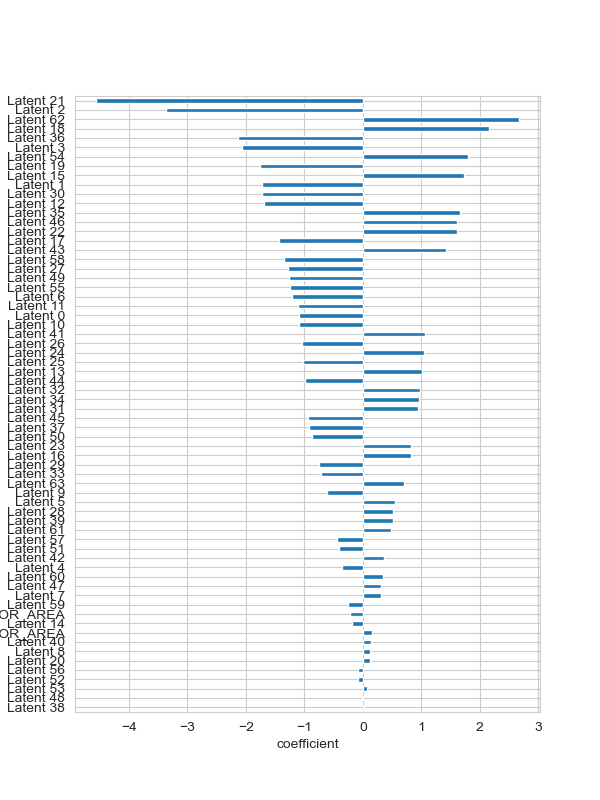 Latent 21
Latent 2
Latent 62
Latent 18
Latent 36
Latent 3
Latent 54
Latent 19
Latent 15
Latent 1
Latent 30
Latent 12
Latent 35
Latent 46
Latent 22
Latent 17
Latent 43
Latent 58
Latent 27
Latent 49
Latent 55
Latent 6
Latent 11
Latent 0
Latent 10
Latent 41
Latent 26
Latent 24
Latent 25
Latent 13
Latent 44
Latent 32
Latent 34
Latent 31
Latent 45
Latent 37
Latent 50
Latent 23
Latent 16
Latent 29
Latent 33
Latent 63
Latent 9
Latent 5
Latent 28
Latent 39
Latent 61
Latent 57
Latent 51
Latent 42
Latent 4
Latent 60
Latent 47
Latent 7
Latent 59
OR_AREA
Latent 14
OR_AREA
Latent 40
Latent 8
Latent 20
Latent 56
Latent 52
Latent 53
Latent 48
Latent 38
−4 −3 −2 −1 0 1 2 3
coefficient